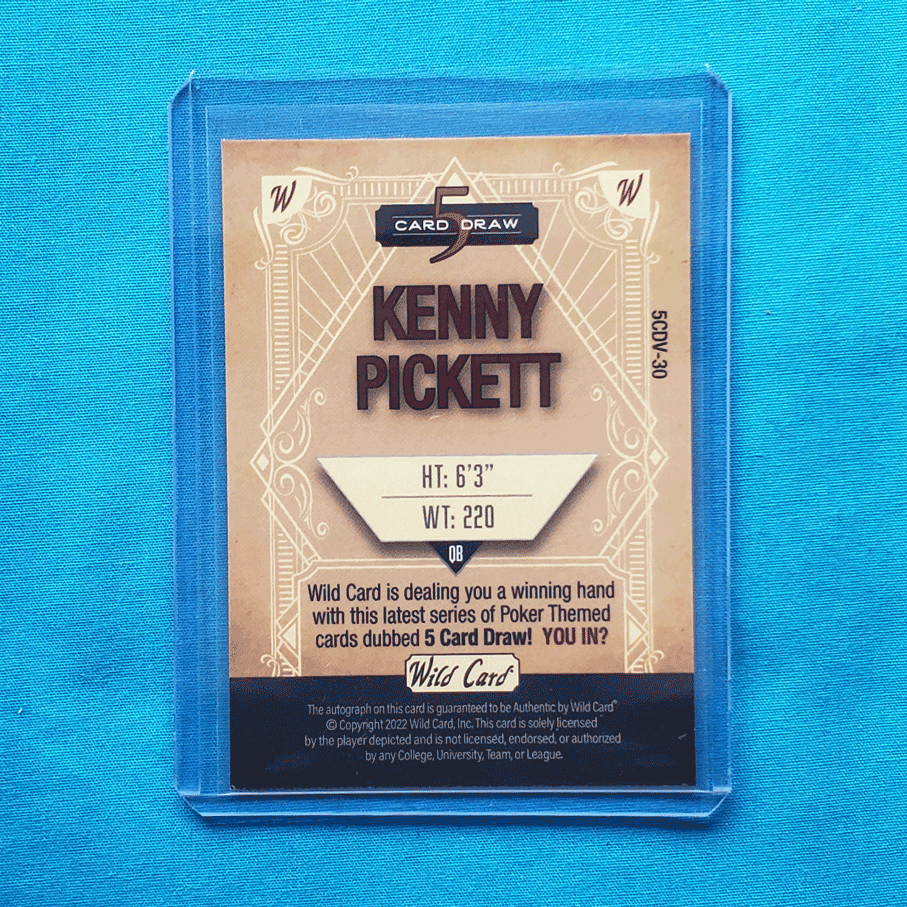 W
W
5
CARD DRAW
KENNY
PICKETT
5CDV-30
HT: 6'3"
WT: 220
QB
Wild Card is dealing you a winning hand
with this latest series of Poker Themed
cards dubbed 5 Card Draw! YOU IN?
Wild Card®
The autograph on this card is guaranteed to be Authentic by Wild Card®
© Copyright 2022 Wild Card, Inc. This card is solely licensed
by the player depicted and is not licensed, endorsed, or authorized
by any College, University, Team, or League.